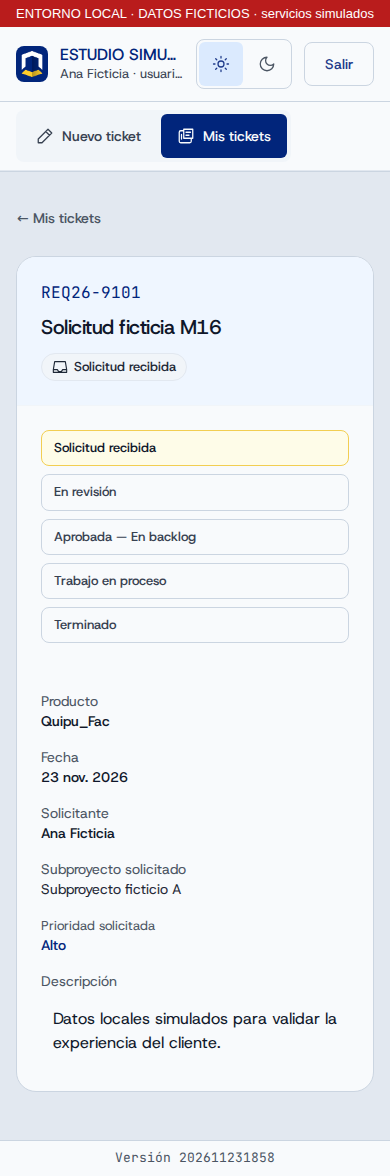 ENTORNO LOCAL · DATOS FICTICIOS · servicios simulados
ESTUDIO SIMU...
Ana Ficticia · usuari...
Salir
Nuevo ticket
Mis tickets
← Mis tickets
REQ26-9101
Solicitud ficticia M16
Solicitud recibida
Solicitud recibida
En revisión
Aprobada — En backlog
Trabajo en proceso
Terminado
Producto
Quipu_Fac
Fecha
23 nov. 2026
Solicitante
Ana Ficticia
Subproyecto solicitado
Subproyecto ficticio A
Prioridad solicitada
Alto
Descripción
Datos locales simulados para validar la
experiencia del cliente.
Versión 202611231858